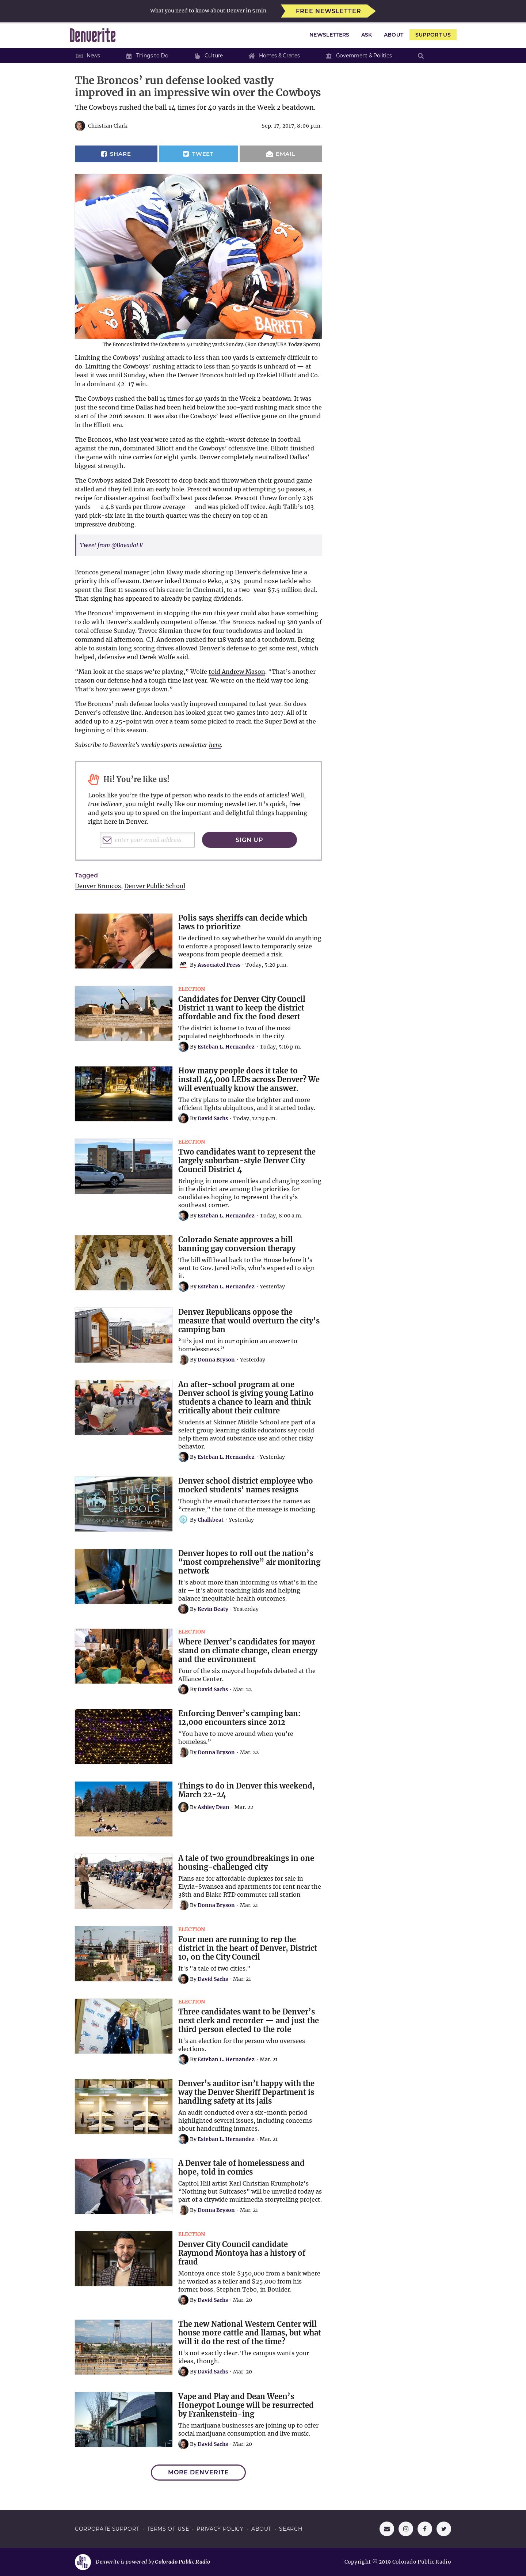 What you need to know about Denver in 5 min.
FREE NEWSLETTER
Denverite
NEWSLETTERS
ASK
ABOUT
SUPPORT US
News
Things to Do
Culture
Homes & Cranes
Government & Politics
The Broncos’ run defense looked vastly
improved in an impressive win over the Cowboys
The Cowboys rushed the ball 14 times for 40 yards in the Week 2 beatdown.
Christian Clark
Sep. 17, 2017, 8:06 p.m.
SHARE
TWEET
EMAIL
BARRETT
The Broncos limited the Cowboys to 40 rushing yards Sunday. (Ron Chenoy/USA Today Sports)
Limiting the Cowboys’ rushing attack to less than 100 yards is extremely difficult to
do. Limiting the Cowboys’ rushing attack to less than 50 yards is unheard of — at
least it was until Sunday, when the Denver Broncos bottled up Ezekiel Elliott and Co.
in a dominant 42-17 win.
The Cowboys rushed the ball 14 times for 40 yards in the Week 2 beatdown. It was
just the second time Dallas had been held below the 100-yard rushing mark since the
start of the 2016 season. It was also the Cowboys’ least effective game on the ground
in the Elliott era.
The Broncos, who last year were rated as the eighth-worst defense in football
against the run, dominated Elliott and the Cowboys’ offensive line. Elliott finished
the game with nine carries for eight yards. Denver completely neutralized Dallas’
biggest strength.
The Cowboys asked Dak Prescott to drop back and throw when their ground game
stalled and they fell into an early hole. Prescott wound up attempting 50 passes, a
recipe for disaster against football’s best pass defense. Prescott threw for only 238
yards — a 4.8 yards per throw average — and was picked off twice. Aqib Talib’s 103-
yard pick-six late in the fourth quarter was the cherry on top of an
impressive drubbing.
Tweet from @BovadaLV
Broncos general manager John Elway made shoring up Denver’s defensive line a
priority this offseason. Denver inked Domato Peko, a 325-pound nose tackle who
spent the first 11 seasons of his career in Cincinnati, to a two-year $7.5 million deal.
That signing has appeared to already be paying dividends.
The Broncos’ improvement in stopping the run this year could also have something
to do with Denver’s suddenly competent offense. The Broncos racked up 380 yards of
total offense Sunday. Trevor Siemian threw for four touchdowns and looked in
command all afternoon. C.J. Anderson rushed for 118 yards and a touchdown. Being
able to sustain long scoring drives allowed Denver’s defense to get some rest, which
helped, defensive end Derek Wolfe said.
“Man look at the snaps we’re playing,” Wolfe told Andrew Mason. “That’s another
reason our defense had a tough time last year. We were on the field way too long.
That’s how you wear guys down.”
The Broncos’ run defense looks vastly improved compared to last year. So does
Denver’s offensive line. Anderson has looked great two games into 2017. All of it
added up to a 25-point win over a team some picked to reach the Super Bowl at the
beginning of this season.
Subscribe to Denverite’s weekly sports newsletter here.
Hi! You’re like us!
Looks like you’re the type of person who reads to the ends of articles! Well,
true believer, you might really like our morning newsletter. It’s quick, free
and gets you up to speed on the important and delightful things happening
right here in Denver.
enter your email address
SIGN UP
Tagged
Denver Broncos, Denver Public School
Polis says sheriffs can decide which
laws to prioritize
He declined to say whether he would do anything
to enforce a proposed law to temporarily seize
weapons from people deemed a risk.
AP
By Associated Press - Today, 5:20 p.m.
ELECTION
Candidates for Denver City Council
District 11 want to keep the district
affordable and fix the food desert
The district is home to two of the most
populated neighborhoods in the city.
By Esteban L. Hernandez - Today, 5:16 p.m.
How many people does it take to
install 44,000 LEDs across Denver? We
will eventually know the answer.
The city plans to make the brighter and more
efficient lights ubiquitous, and it started today.
By David Sachs - Today, 12:19 p.m.
ELECTION
Two candidates want to represent the
largely suburban-style Denver City
Council District 4
Bringing in more amenities and changing zoning
in the district are among the priorities for
candidates hoping to represent the city’s
southeast corner.
By Esteban L. Hernandez - Today, 8:00 a.m.
Colorado Senate approves a bill
banning gay conversion therapy
The bill will head back to the House before it’s
sent to Gov. Jared Polis, who’s expected to sign
it.
By Esteban L. Hernandez - Yesterday
Denver Republicans oppose the
measure that would overturn the city’s
camping ban
“It’s just not in our opinion an answer to
homelessness.”
By Donna Bryson - Yesterday
An after-school program at one
Denver school is giving young Latino
students a chance to learn and think
critically about their culture
Students at Skinner Middle School are part of a
select group learning skills educators say could
help them avoid substance use and other risky
behavior.
By Esteban L. Hernandez - Yesterday
DENVER
PUBLIC
SCHOOLS
Denver school district employee who
mocked students’ names resigns
Though the email characterizes the names as
“creative,” the tone of the message is mocking.
By Chalkbeat - Yesterday
Denver hopes to roll out the nation’s
“most comprehensive” air monitoring
network
It’s about more than informing us what’s in the
air — it’s about teaching kids and helping
balance inequitable health outcomes.
By Kevin Beaty - Yesterday
ELECTION
Where Denver’s candidates for mayor
stand on climate change, clean energy
and the environment
Four of the six mayoral hopefuls debated at the
Alliance Center.
By David Sachs - Mar. 22
Enforcing Denver’s camping ban:
12,000 encounters since 2012
“You have to move around when you’re
homeless.”
By Donna Bryson - Mar. 22
Things to do in Denver this weekend,
March 22-24
By Ashley Dean - Mar. 22
A tale of two groundbreakings in one
housing-challenged city
Plans are for affordable duplexes for sale in
Elyria-Swansea and apartments for rent near the
38th and Blake RTD commuter rail station
By Donna Bryson - Mar. 21
ELECTION
Four men are running to rep the
district in the heart of Denver, District
10, on the City Council
It’s “a tale of two cities.”
By David Sachs - Mar. 21
ELECTION
Three candidates want to be Denver’s
next clerk and recorder — and just the
third person elected to the role
It’s an election for the person who oversees
elections.
By Esteban L. Hernandez - Mar. 21
Denver’s auditor isn’t happy with the
way the Denver Sheriff Department is
handling safety at its jails
An audit conducted over a six-month period
highlighted several issues, including concerns
about handcuffing inmates.
By Esteban L. Hernandez - Mar. 21
A Denver tale of homelessness and
hope, told in comics
Capitol Hill artist Karl Christian Krumpholz’s
“Nothing but Suitcases” will be unveiled today as
part of a citywide multimedia storytelling project.
By Donna Bryson - Mar. 21
ELECTION
Denver City Council candidate
Raymond Montoya has a history of
fraud
Montoya once stole $350,000 from a bank where
he worked as a teller and $25,000 from his
former boss, Stephen Tebo, in Boulder.
By David Sachs - Mar. 20
The new National Western Center will
house more cattle and llamas, but what
will it do the rest of the time?
It’s not exactly clear. The campus wants your
ideas, though.
By David Sachs - Mar. 20
Vape and Play and Dean Ween’s
Honeypot Lounge will be resurrected
by Frankenstein-ing
The marijuana businesses are joining up to offer
social marijuana consumption and live music.
By David Sachs - Mar. 20
MORE DENVERITE
CORPORATE SUPPORT - TERMS OF USE - PRIVACY POLICY - ABOUT - SEARCH
Denverite is powered by Colorado Public Radio
Copyright © 2019 Colorado Public Radio